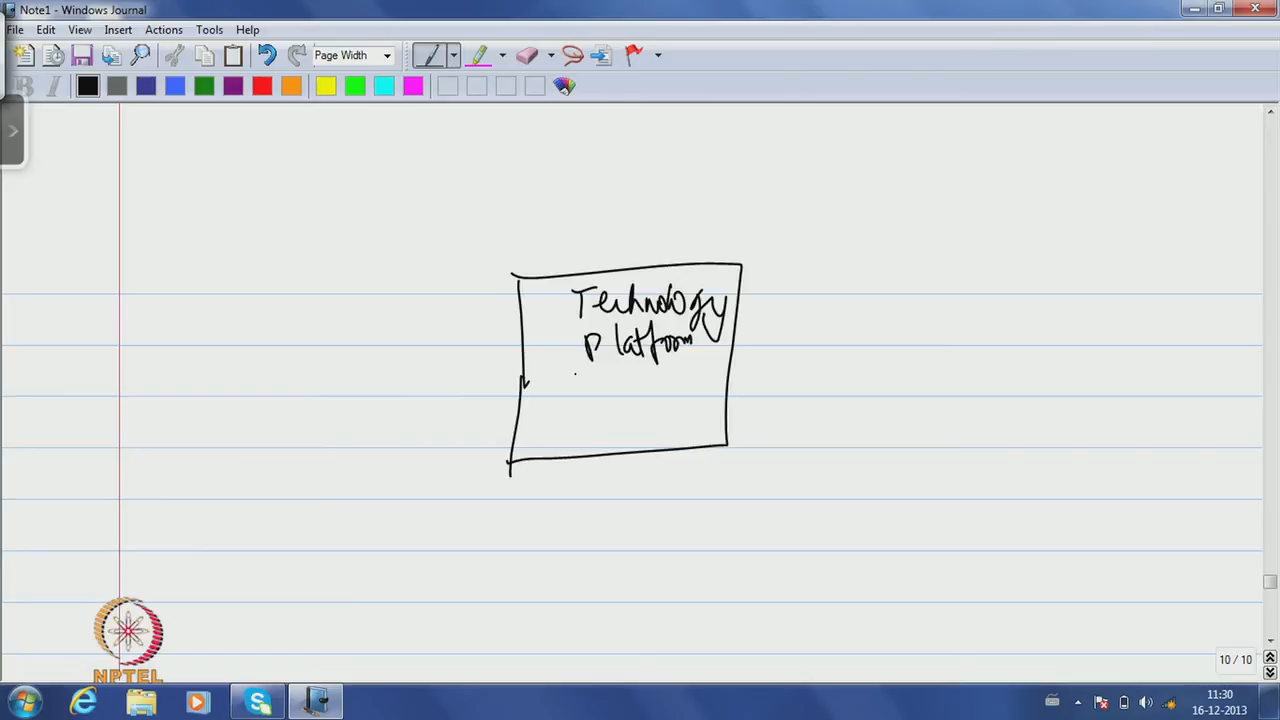 Note1 - Windows Journal
File Edit View Insert Actions Tools Help
Page Width
B I
Technology
Platform
10 / 10
NPTEL
11:30
16-12-2013